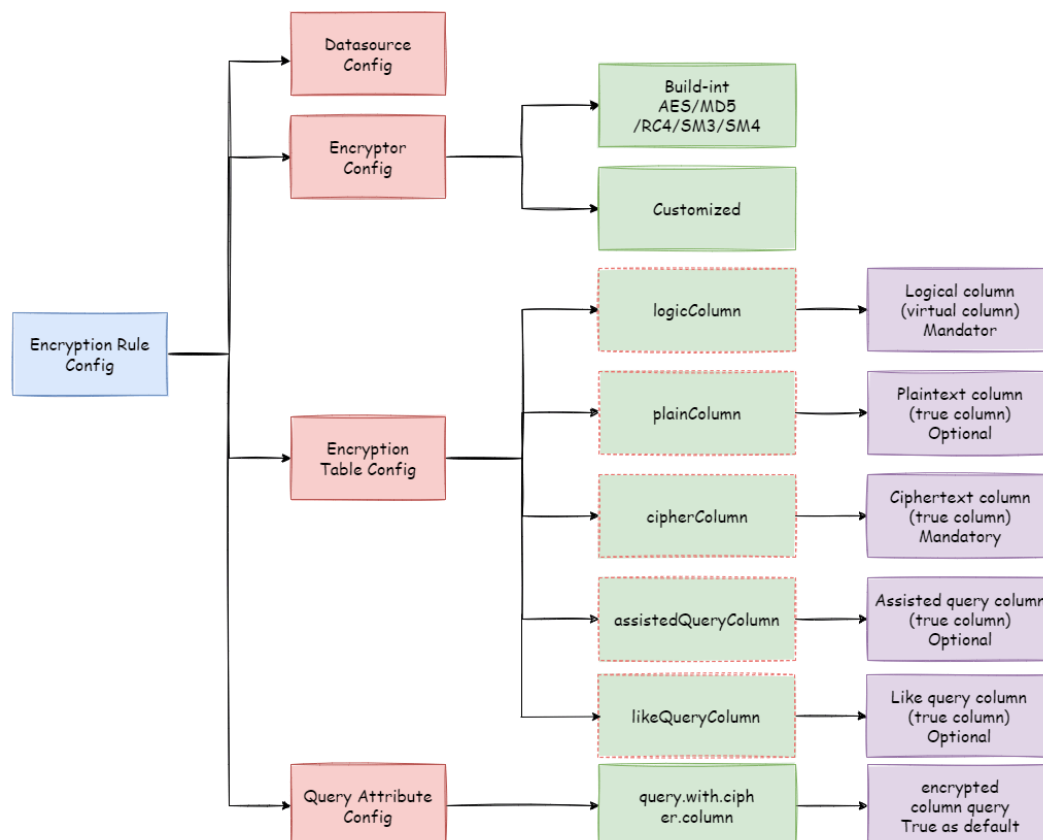 Datasource
Config
Build-int
AES/MD5
/RC4/SM3/SM4
Encryptor
Config
Customized
logicColumn
Logical column
(virtual column)
Mandator
Encryption Rule
Config
plainColumn
Plaintext column
(true column)
Optional
Encryption
Table Config
cipherColumn
Ciphertext column
(true column)
Mandatory
assistedQueryColumn
Assisted query column
(true column)
Optional
likeQueryColumn
Like query column
(true column)
Optional
Query Attribute
Config
query.with.ciph
er.column
encrypted
column query
True as default